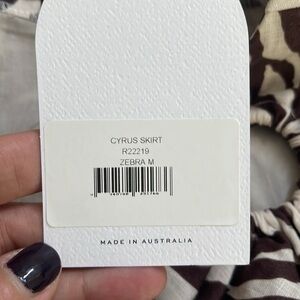 CYRUS SKIRT
R22219
ZEBRA M
MADE IN AUSTRALIA